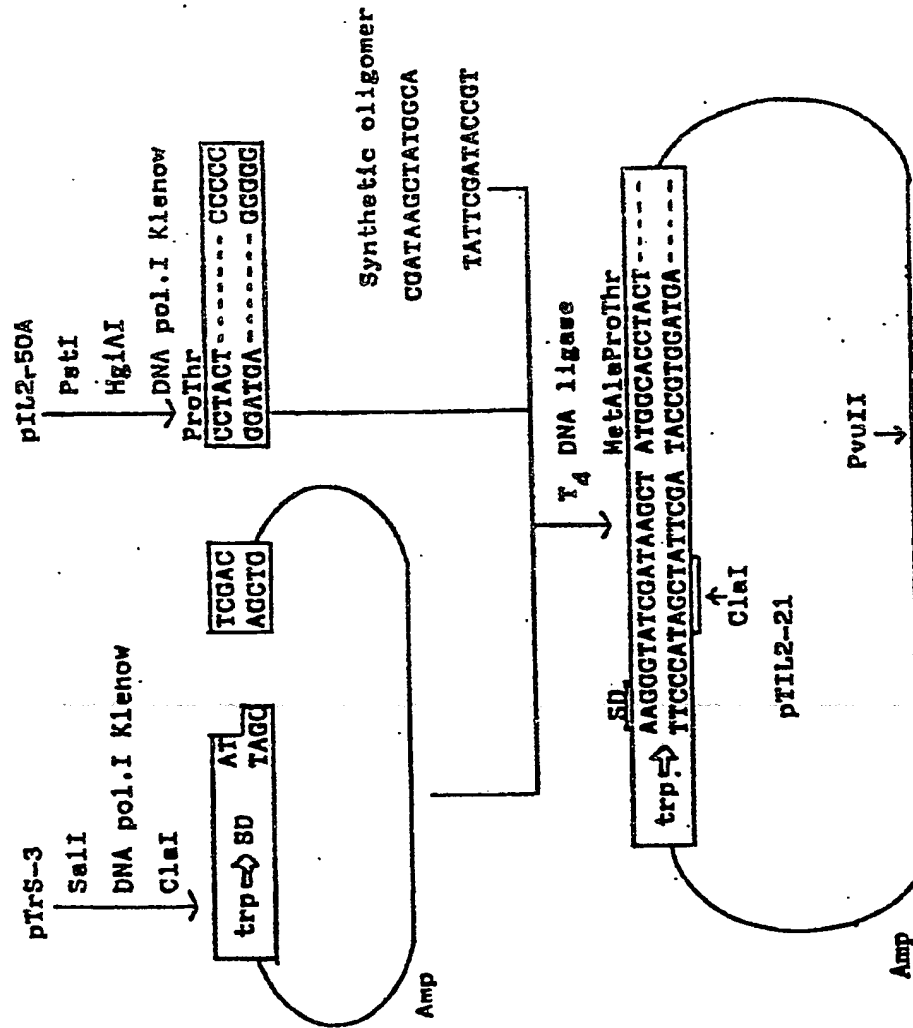 pTrS-3
SalI
DNA pol.I Klenow
ClaI
trp⇨ SD
AT
TAGC
TCGAC
AGCTG
Amp
pIL2-50A
PstI
HgiAI
DNA pol.I Klenow
ProThr
CCTACT------- CCCCC
GGATGA------- GGGGG
Synthetic oligomer
CGATAAGCTATGGCA
TATTCGATACCGT
T4 DNA ligase
SD
MetAlaProThr
trp⇨ AAGGGTATCGATAAGCT ATGGCACCTACT-----
TTCCCATAGCTATTCGA TACCGTGGATGA-----
ClaI
pTIL2-21
PvuII
Amp